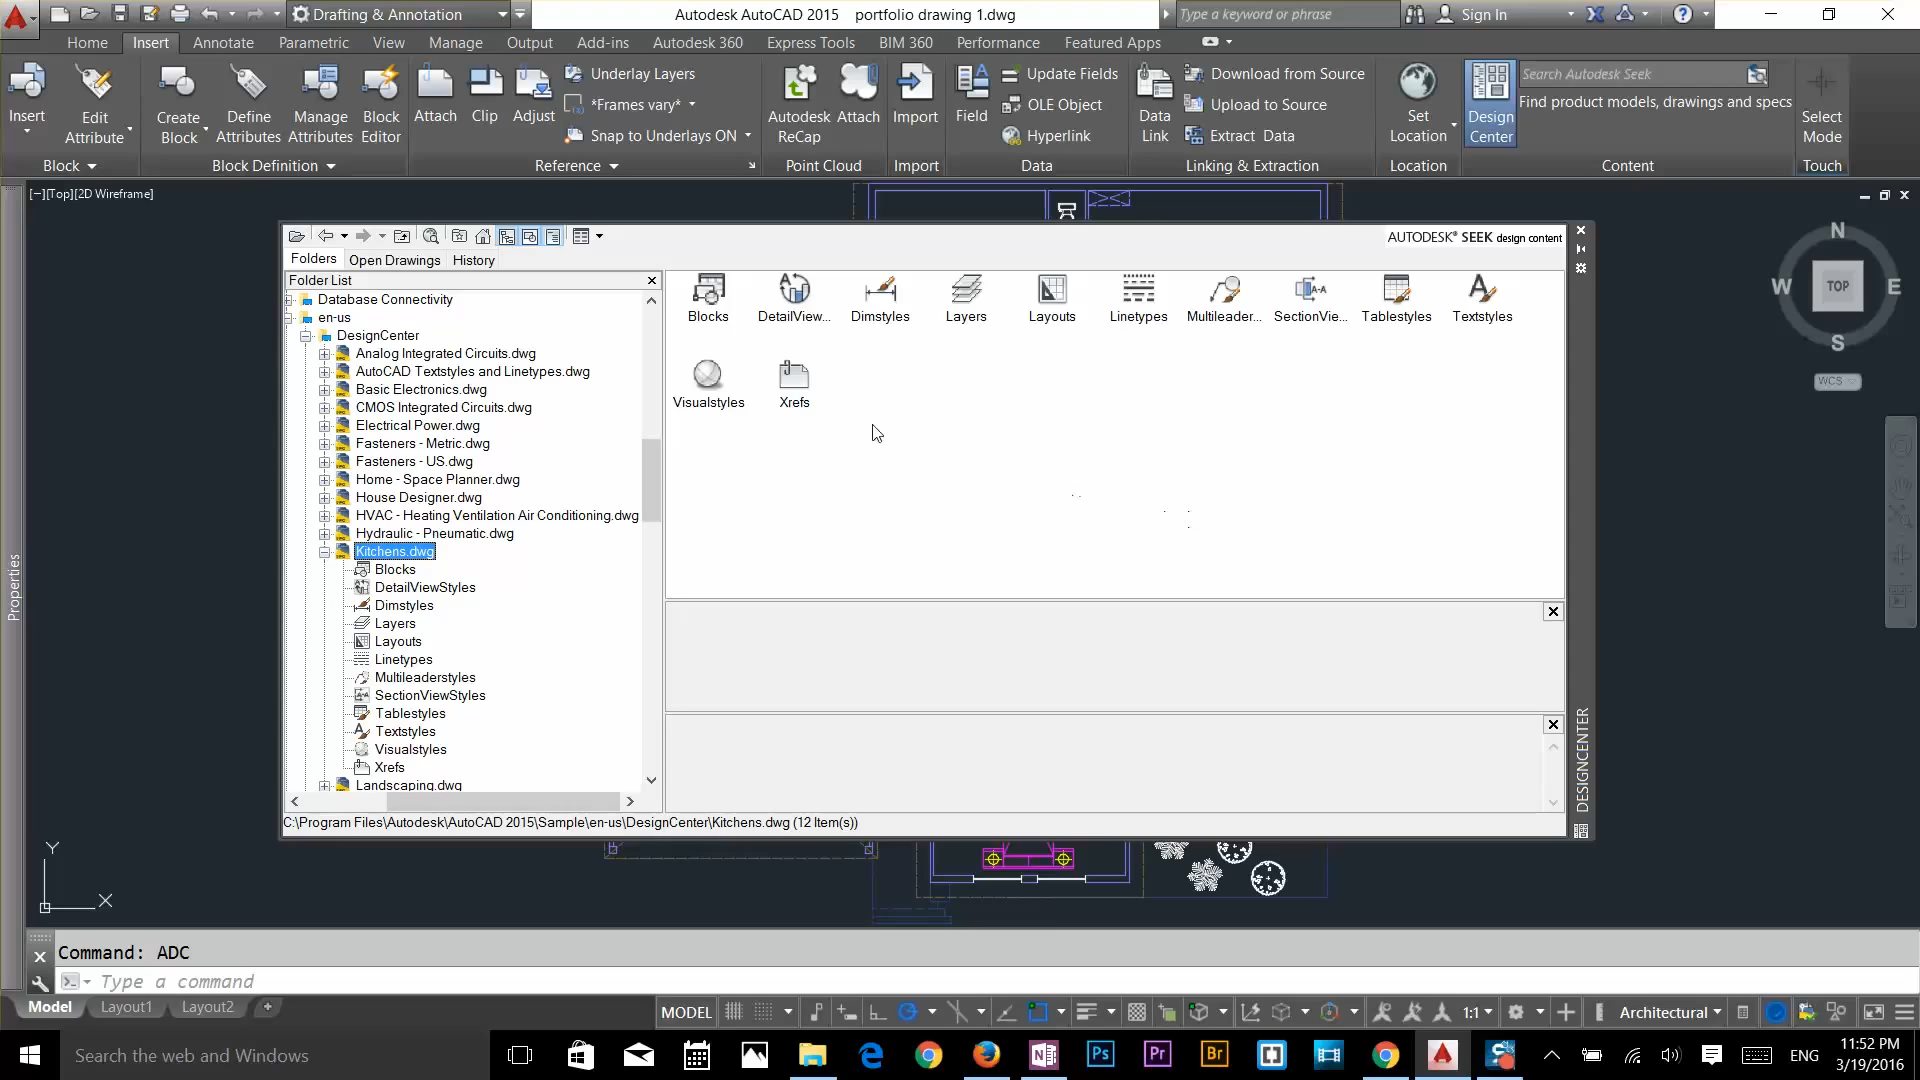 Drafting & Annotation
Autodesk AutoCAD 2015 portfolio drawing 1.dwg
Type a keyword or phrase
Sign In
Home Insert Annotate Parametric View Manage Output Add-ins Autodesk 360 Express Tools BIM 360 Performance Featured Apps
Insert
Edit Attribute
Create Block
Define Attributes
Manage Attributes
Block Editor
Attach
Clip
Adjust
Underlay Layers
*Frames vary*
Snap to Underlays ON
Autodesk ReCap
Attach
Import
Field
Update Fields
OLE Object
Hyperlink
Data Link
Download from Source
Upload to Source
Extract Data
Set Location
Design Center
Search Autodesk Seek
Find product models, drawings and specs
Select Mode
Block
Block Definition
Reference
Point Cloud
Import
Data
Linking & Extraction
Location
Content
Touch
[−][Top][2D Wireframe]
N
W
TOP
E
S
WCS
AUTODESK® SEEK design content
Folders Open Drawings History
Folder List
Database Connectivity
en-us
DesignCenter
Analog Integrated Circuits.dwg
AutoCAD Textstyles and Linetypes.dwg
Basic Electronics.dwg
CMOS Integrated Circuits.dwg
Electrical Power.dwg
Fasteners - Metric.dwg
Fasteners - US.dwg
Home - Space Planner.dwg
House Designer.dwg
HVAC - Heating Ventilation Air Conditioning.dwg
Hydraulic - Pneumatic.dwg
Kitchens.dwg
Blocks
DetailViewStyles
Dimstyles
Layers
Layouts
Linetypes
Multileaderstyles
SectionViewStyles
Tablestyles
Textstyles
Visualstyles
Xrefs
Landscaping.dwg
Blocks DetailView... Dimstyles Layers Layouts Linetypes Multileader... SectionVie... Tablestyles Textstyles
Visualstyles Xrefs
C:\Program Files\Autodesk\AutoCAD 2015\Sample\en-us\DesignCenter\Kitchens.dwg (12 Item(s))
DESIGNCENTER
Properties
Y
X
Command: ADC
Type a command
Model Layout1 Layout2
MODEL
1:1
Architectural
Search the web and Windows
Ps
Pr
Br
ENG
11:52 PM
3/19/2016